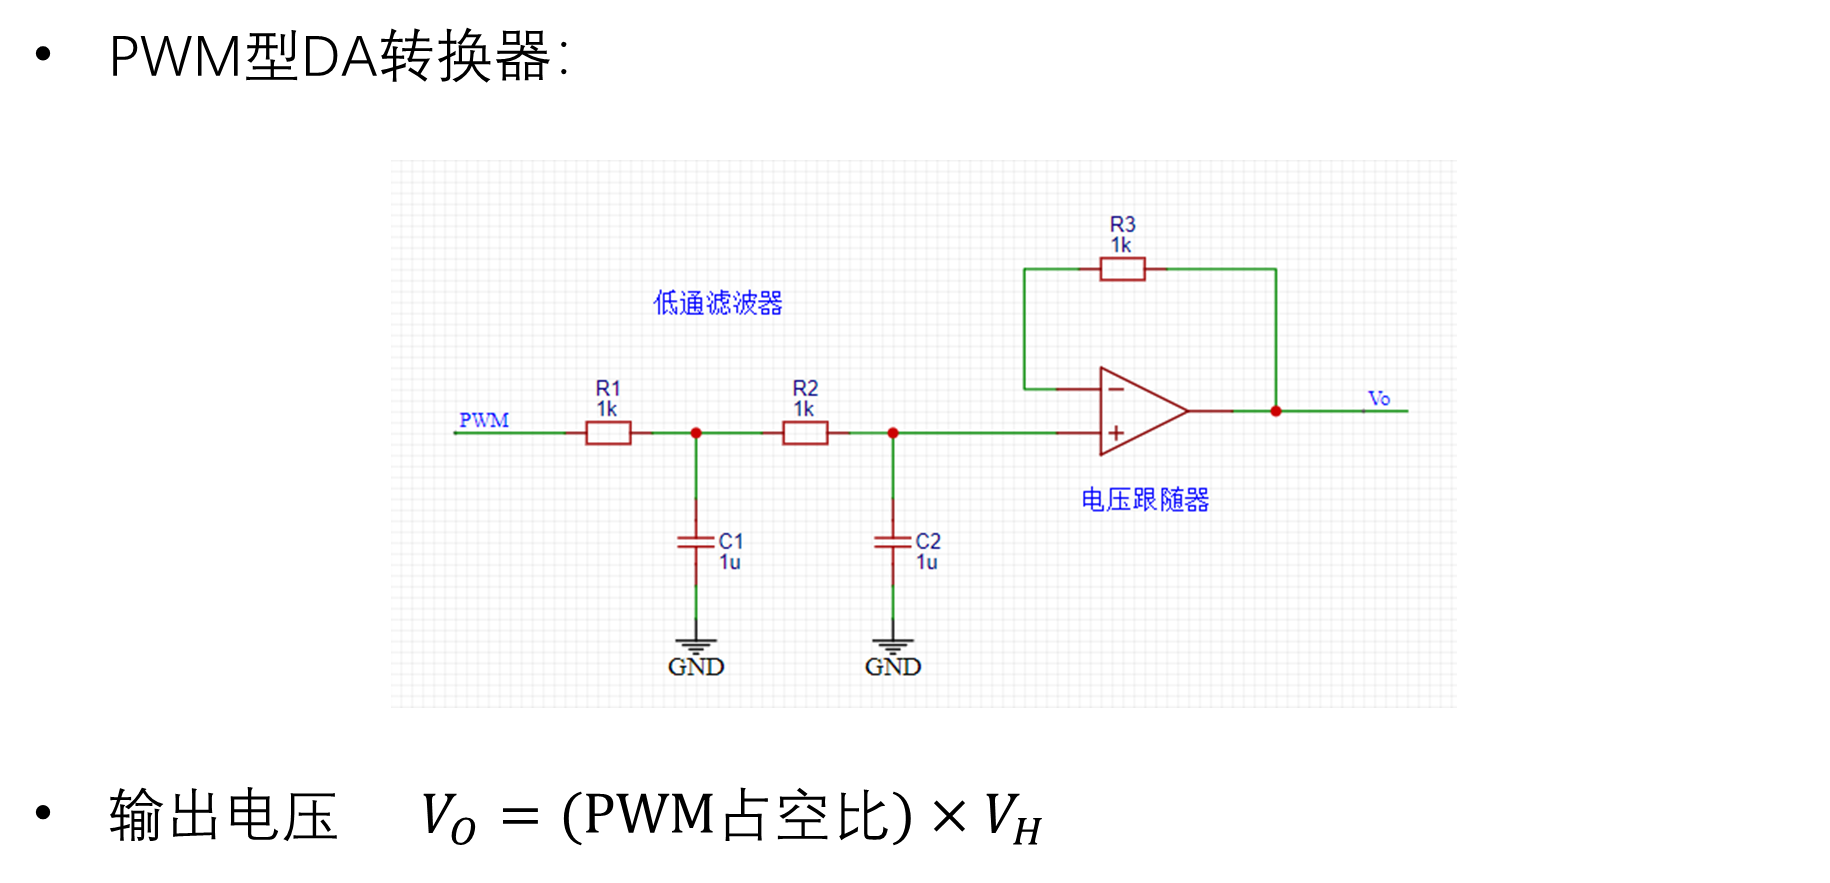 • PWM型DA转换器：
R3
1k
低通滤波器
R1
1k
R2
1k
PWM
Vo
−
+
电压跟随器
C1
1u
C2
1u
GND
GND
• 输出电压 V_O = (PWM占空比) × V_H